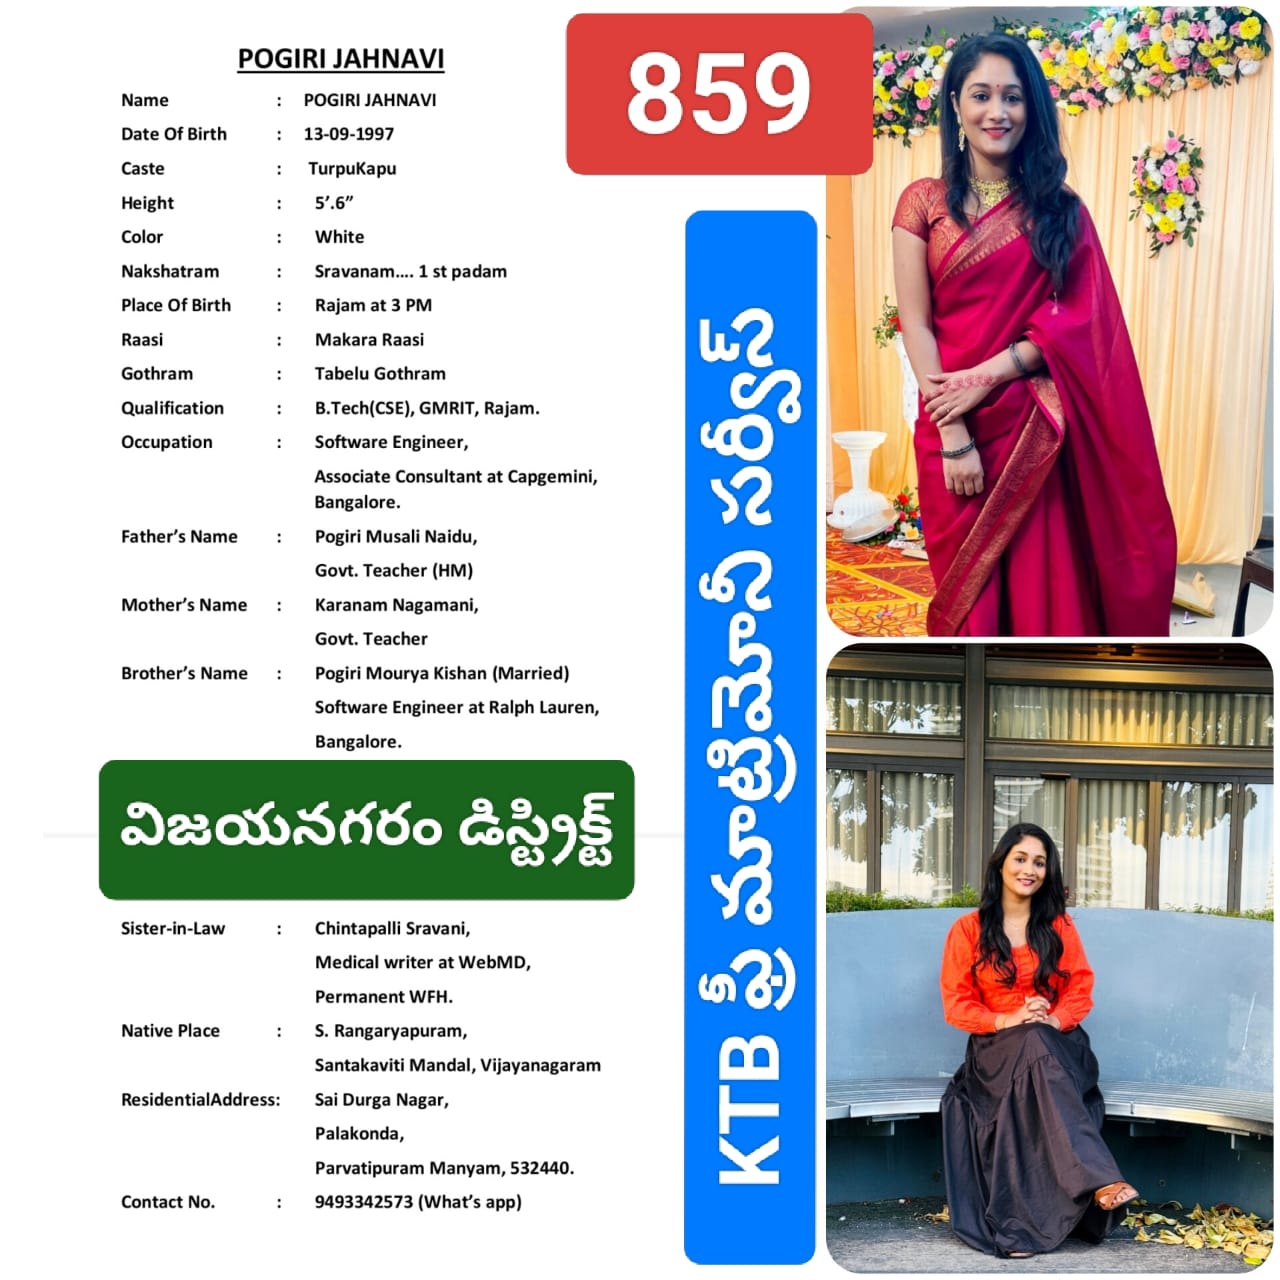 POGIRI JAHNAVI
859
Name : POGIRI JAHNAVI
Date Of Birth : 13-09-1997
Caste : TurpuKapu
Height : 5’.6”
Color : White
Nakshatram : Sravanam.... 1 st padam
Place Of Birth : Rajam at 3 PM
Raasi : Makara Raasi
Gothram : Tabelu Gothram
Qualification : B.Tech(CSE), GMRIT, Rajam.
Occupation : Software Engineer,
Associate Consultant at Capgemini,
Bangalore.
Father’s Name : Pogiri Musali Naidu,
Govt. Teacher (HM)
Mother’s Name : Karanam Nagamani,
Govt. Teacher
Brother’s Name : Pogiri Mourya Kishan (Married)
Software Engineer at Ralph Lauren,
Bangalore.
విజయనగరం డిస్ట్రిక్ట్
Sister-in-Law : Chintapalli Sravani,
Medical writer at WebMD,
Permanent WFH.
Native Place : S. Rangaryapuram,
Santakaviti Mandal, Vijayanagaram
ResidentialAddress: Sai Durga Nagar,
Palakonda,
Parvatipuram Manyam, 532440.
Contact No. : 9493342573 (What’s app)
KTB ఫ్రీ మాట్రిమోనీ సర్వీస్